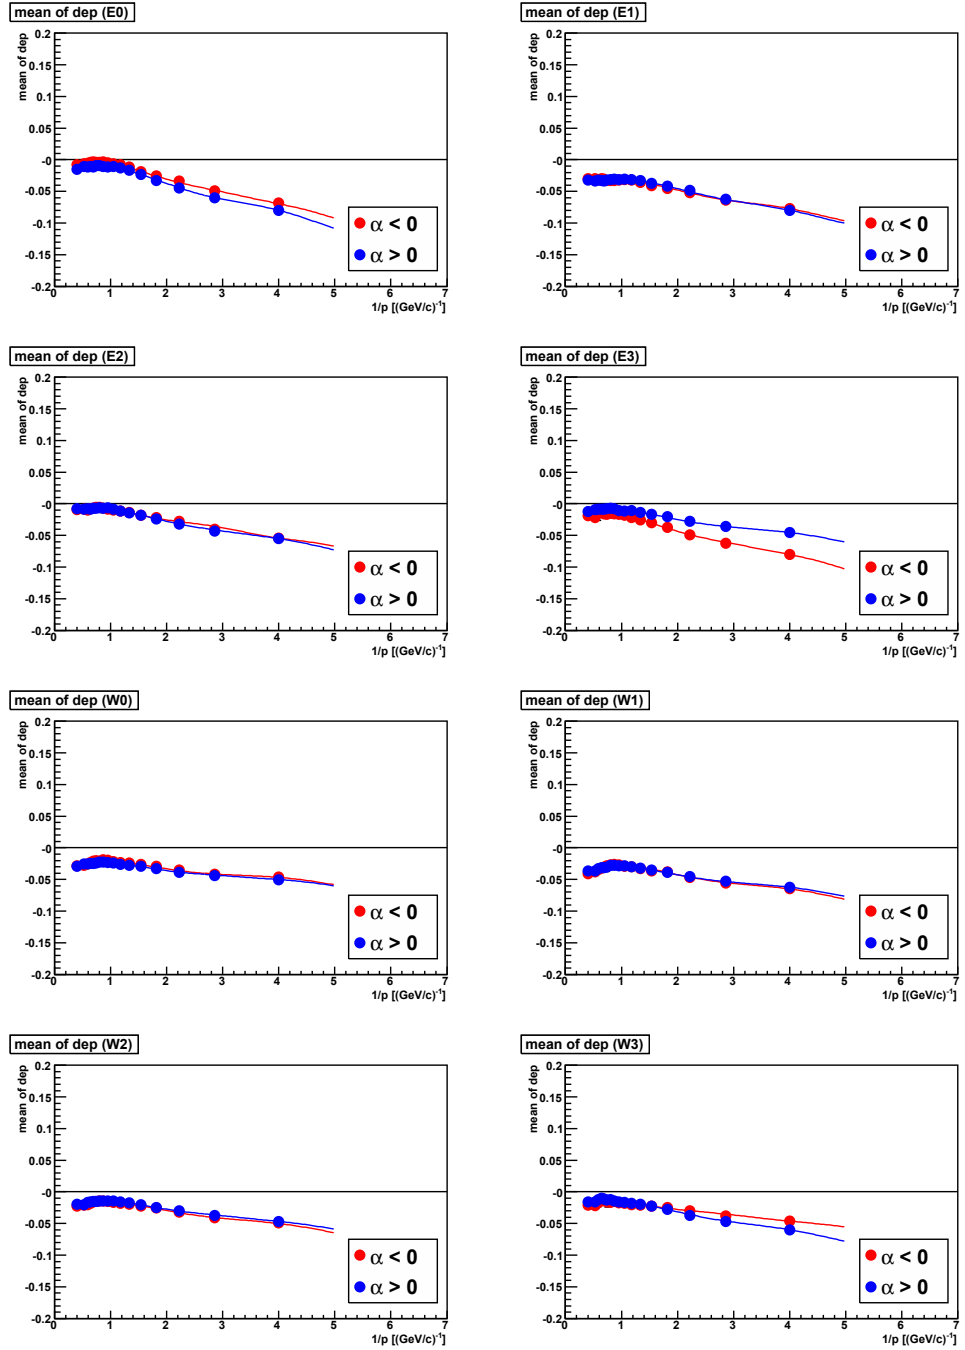 mean of dep (E0)
mean of dep
0.2
0.15
0.1
0.05
-0
-0.05
-0.1
-0.15
-0.2
α < 0
α > 0
0 1 2 3 4 5 6 7
1/p [(GeV/c)⁻¹]
mean of dep (E1)
mean of dep
0.2
0.15
0.1
0.05
-0
-0.05
-0.1
-0.15
-0.2
α < 0
α > 0
0 1 2 3 4 5 6 7
1/p [(GeV/c)⁻¹]
mean of dep (E2)
mean of dep
0.2
0.15
0.1
0.05
-0
-0.05
-0.1
-0.15
-0.2
α < 0
α > 0
0 1 2 3 4 5 6 7
1/p [(GeV/c)⁻¹]
mean of dep (E3)
mean of dep
0.2
0.15
0.1
0.05
-0
-0.05
-0.1
-0.15
-0.2
α < 0
α > 0
0 1 2 3 4 5 6 7
1/p [(GeV/c)⁻¹]
mean of dep (W0)
mean of dep
0.2
0.15
0.1
0.05
-0
-0.05
-0.1
-0.15
-0.2
α < 0
α > 0
0 1 2 3 4 5 6 7
1/p [(GeV/c)⁻¹]
mean of dep (W1)
mean of dep
0.2
0.15
0.1
0.05
-0
-0.05
-0.1
-0.15
-0.2
α < 0
α > 0
0 1 2 3 4 5 6 7
1/p [(GeV/c)⁻¹]
mean of dep (W2)
mean of dep
0.2
0.15
0.1
0.05
-0
-0.05
-0.1
-0.15
-0.2
α < 0
α > 0
0 1 2 3 4 5 6 7
1/p [(GeV/c)⁻¹]
mean of dep (W3)
mean of dep
0.2
0.15
0.1
0.05
-0
-0.05
-0.1
-0.15
-0.2
α < 0
α > 0
0 1 2 3 4 5 6 7
1/p [(GeV/c)⁻¹]